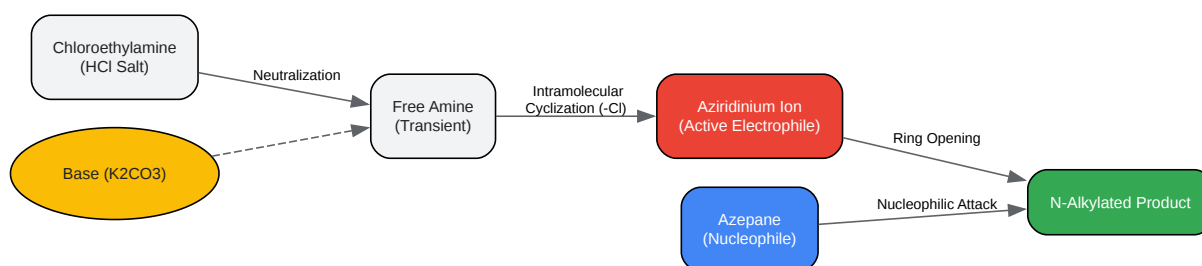 Chloroethylamine
(HCl Salt)
Neutralization
Base (K2CO3)
Free Amine
(Transient)
Intramolecular
Cyclization (-Cl)
Aziridinium Ion
(Active Electrophile)
Ring Opening
Azepane
(Nucleophile)
Nucleophilic Attack
N-Alkylated Product